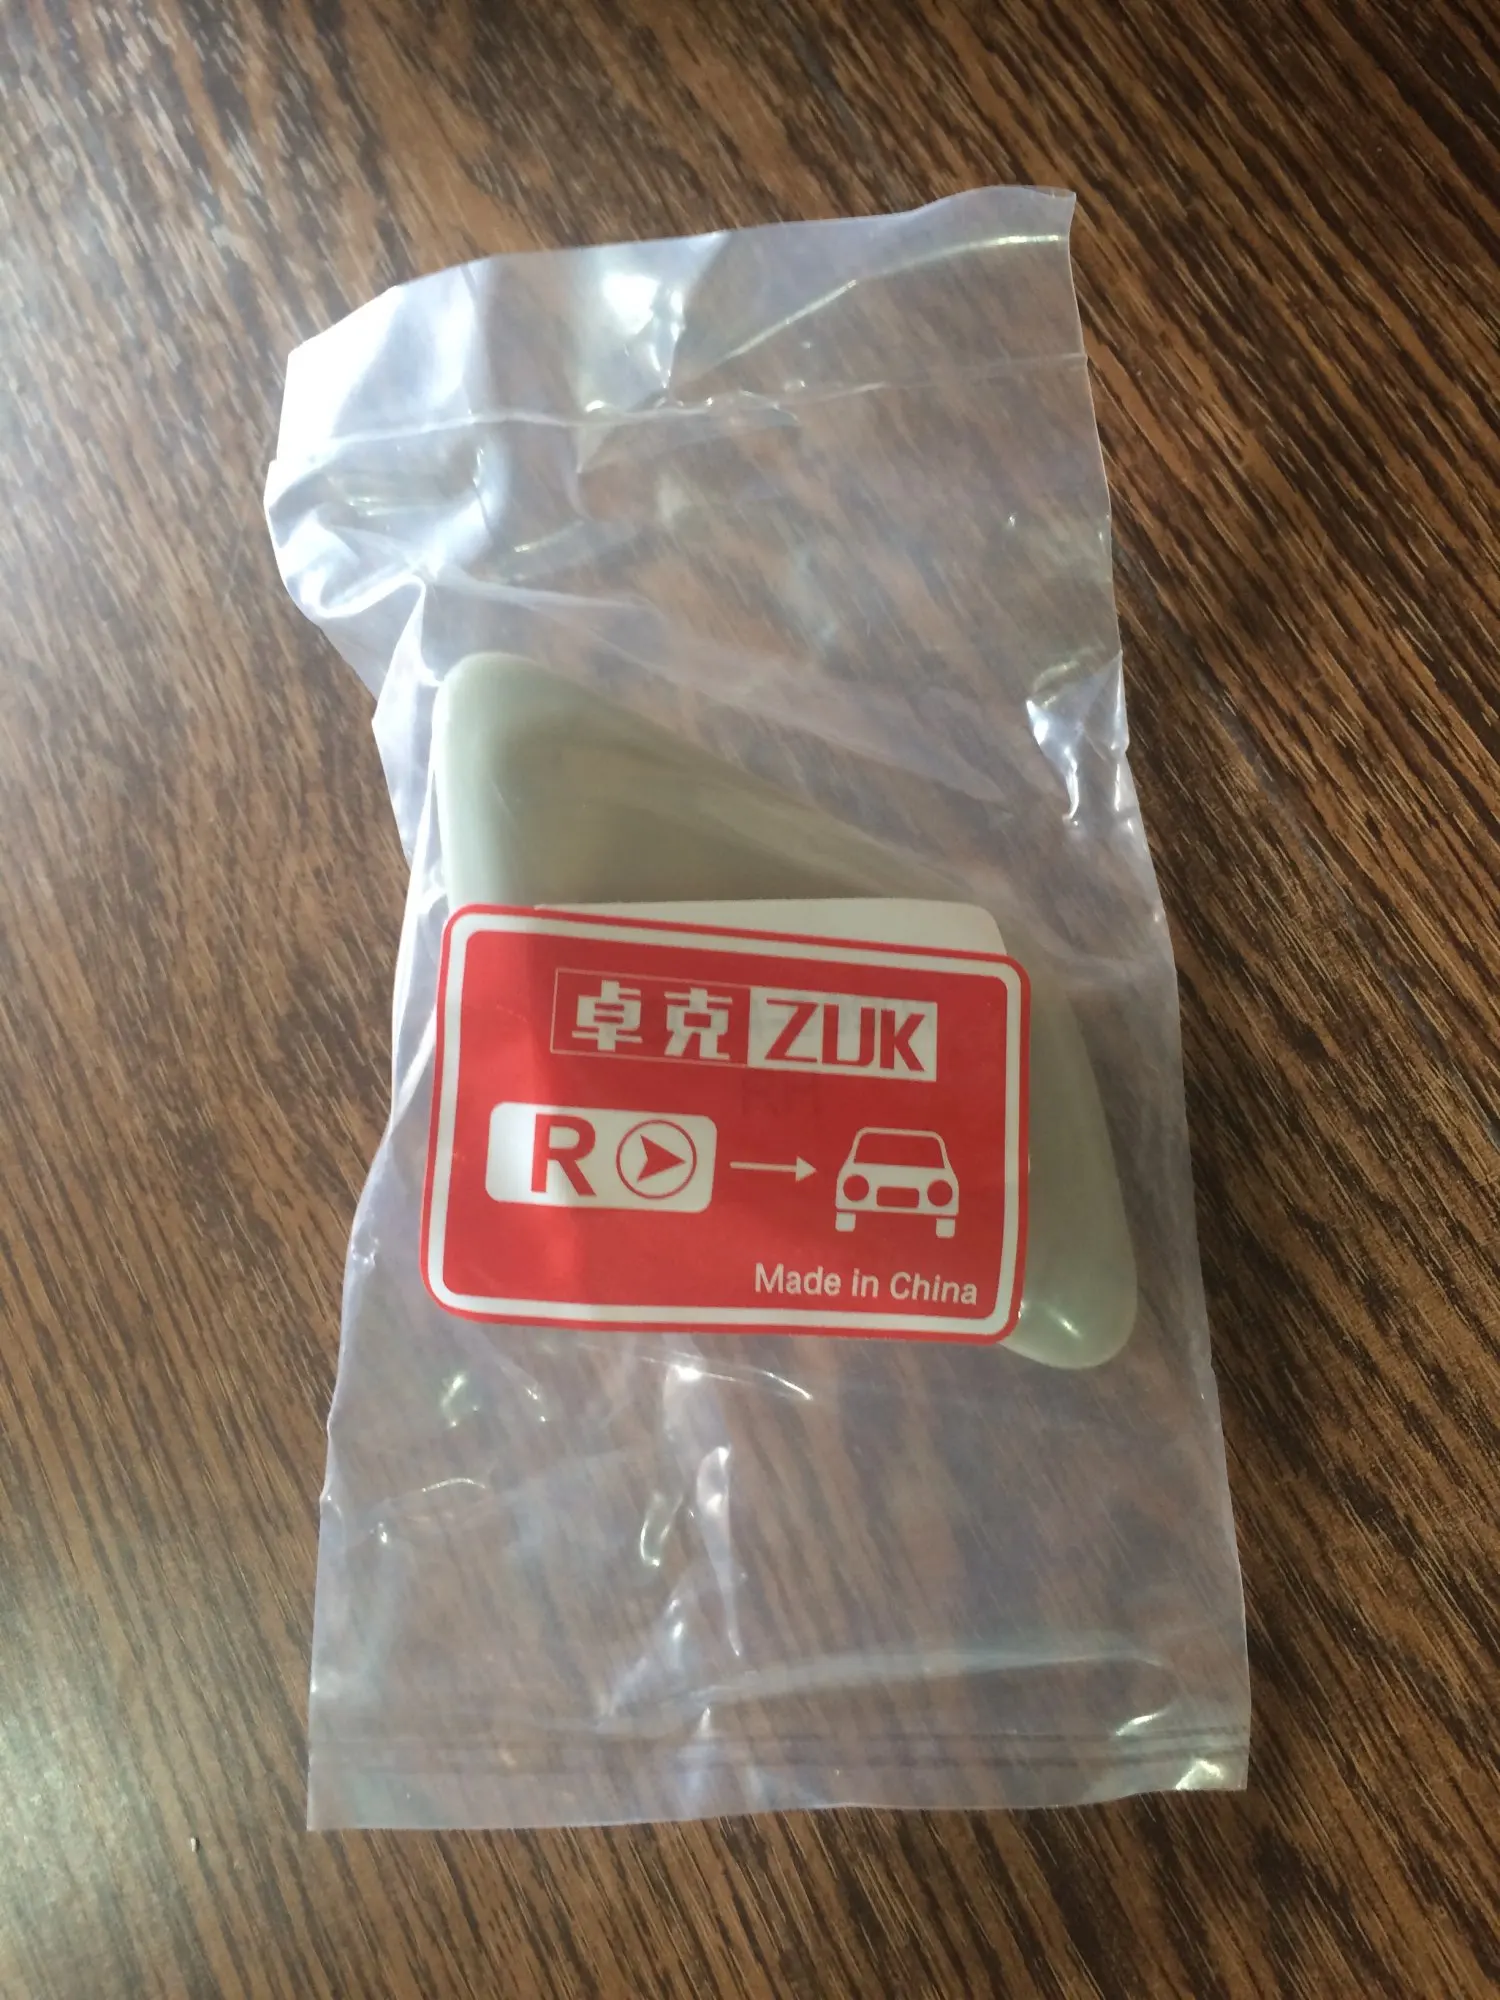 卓克 ZUK
R
Made in China